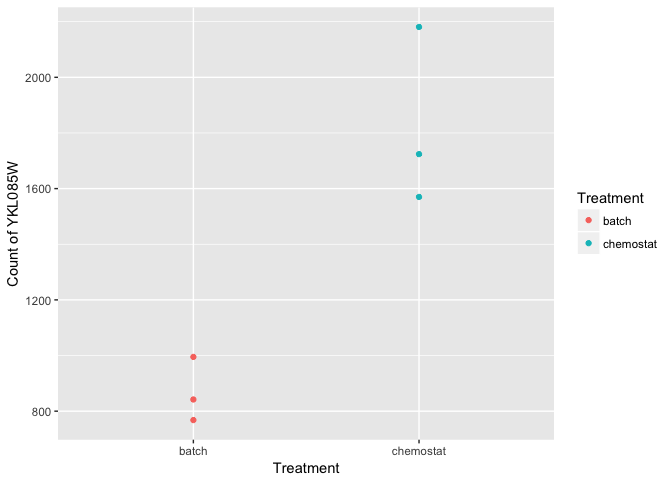 2000
1600
1200
800
Count of YKL085W
batch
chemostat
Treatment
Treatment
batch
chemostat